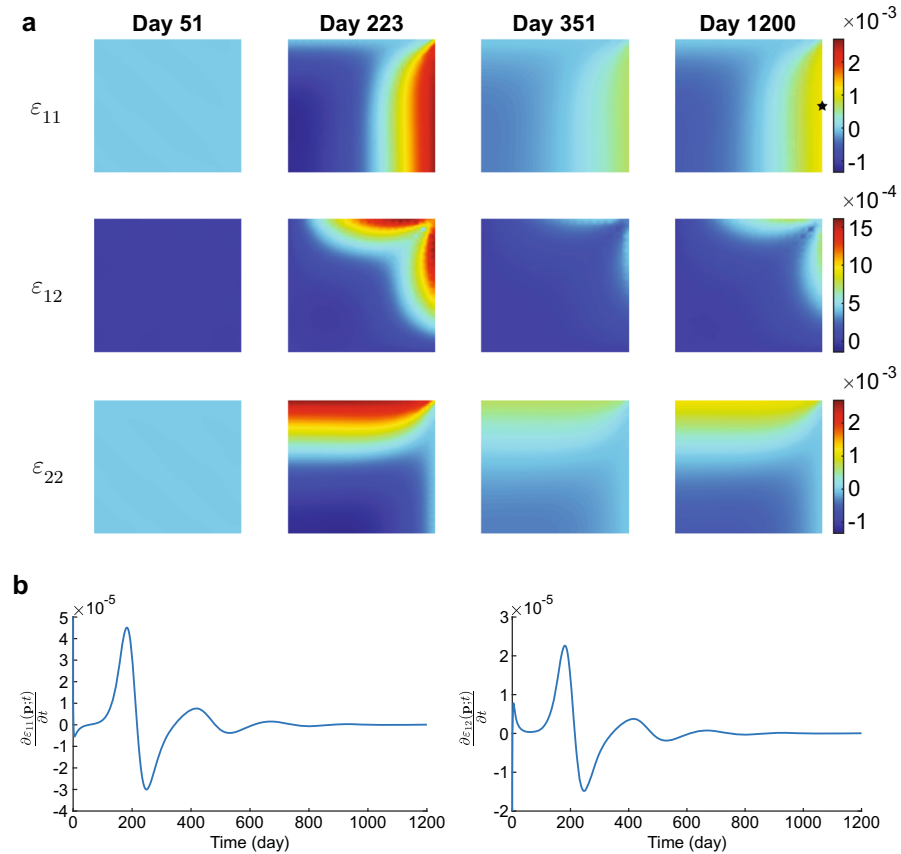 a
Day 51 Day 223 Day 351 Day 1200
×10⁻³
ε₁₁
2
1
0
-1
×10⁻⁴
ε₁₂
15
10
5
0
×10⁻³
ε₂₂
2
1
0
-1
b
×10⁻⁵
5
4
3
2
1
0
-1
-2
-3
-4
∂ε₁₁(p;t)
∂t
0 200 400 600 800 1000 1200
Time (day)
×10⁻⁵
3
2
1
0
-1
-2
∂ε₁₂(p;t)
∂t
0 200 400 600 800 1000 1200
Time (day)